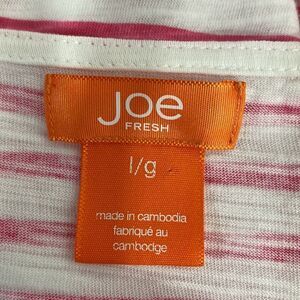 Joe
FRESH
l/g
made in cambodia
fabriqué au
cambodge